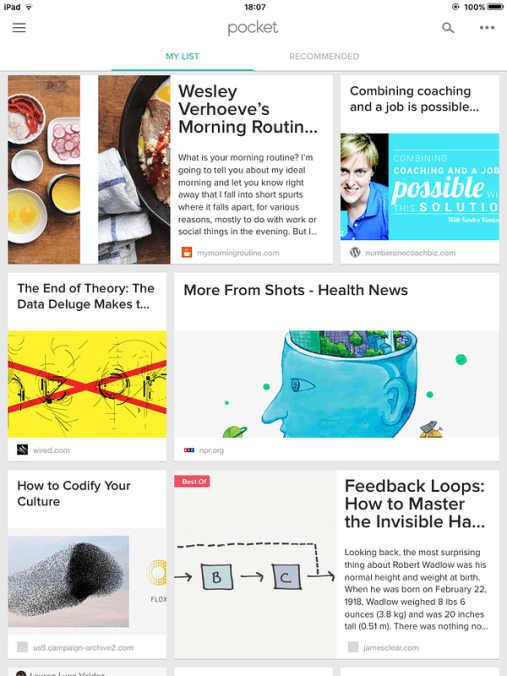 iPad
18:07
100%
pocket
MY LIST
RECOMMENDED
Wesley
Verhoeve's
Morning Routin...
What is your morning routine? I'm
going to tell you about my ideal
morning and let you know right
away that I fall into short spurts
where it falls apart, for various
reasons, mostly to do with work or
social things in the evening. But I...
mymorningroutine.com
Combining coaching
and a job is possible...
COMBINING
COACHING AND A JOB
possible WI
THIS SOLUTIO
With Kendra
numberonecoachbiz.com
The End of Theory: The
Data Deluge Makes t...
wired.com
More From Shots - Health News
npr
npr.org
How to Codify Your
Culture
FLOX
us9.campaign-archive2.com
Best Of
B
C
Feedback Loops:
How to Master
the Invisible Ha...
Looking back, the most surprising
thing about Robert Wadlow was his
normal height and weight at birth.
When he was born on February 22,
1918, Wadlow weighed 8 lbs 6
ounces (3.8 kg) and was 20 inches
tall (0.51 m). There was nothing no...
jamesclear.com
Lauren Luna Valdez